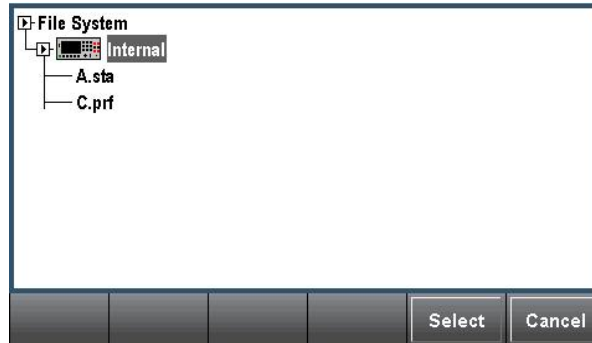 File System
Internal
A.sta
C.prf
Select Cancel